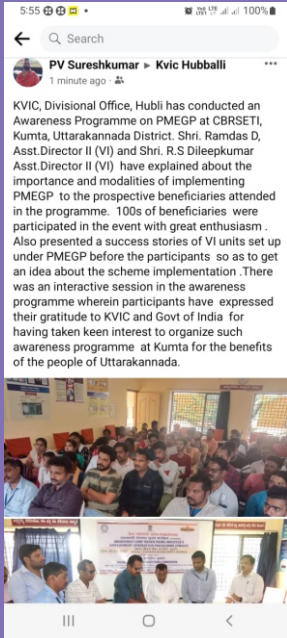 5:55
100%
Search
PV Sureshkumar ▸ Kvic Hubballi
1 minute ago ·
KVIC, Divisional Office, Hubli has conducted an
Awareness Programme on PMEGP at CBRSETI,
Kumta, Uttarakannada District. Shri. Ramdas D,
Asst.Director II (VI) and Shri. R.S Dileepkumar
Asst.Director II (VI)  have explained about the
importance and modalities of implementing
PMEGP  to the prospective beneficiaries attended
in the programme.  100s of beneficiaries  were
participated in the event with great enthusiasm .
Also presented a success stories of VI units set up
under PMEGP before the participants  so as to get
an idea about the scheme implementation .There
was an interactive session in the awareness
programme wherein participants have  expressed
their gratitude to KVIC and Govt of India  for
having taken keen interest to organize such
awareness programme  at Kumta for the benefits
of the people of Uttarakannada.